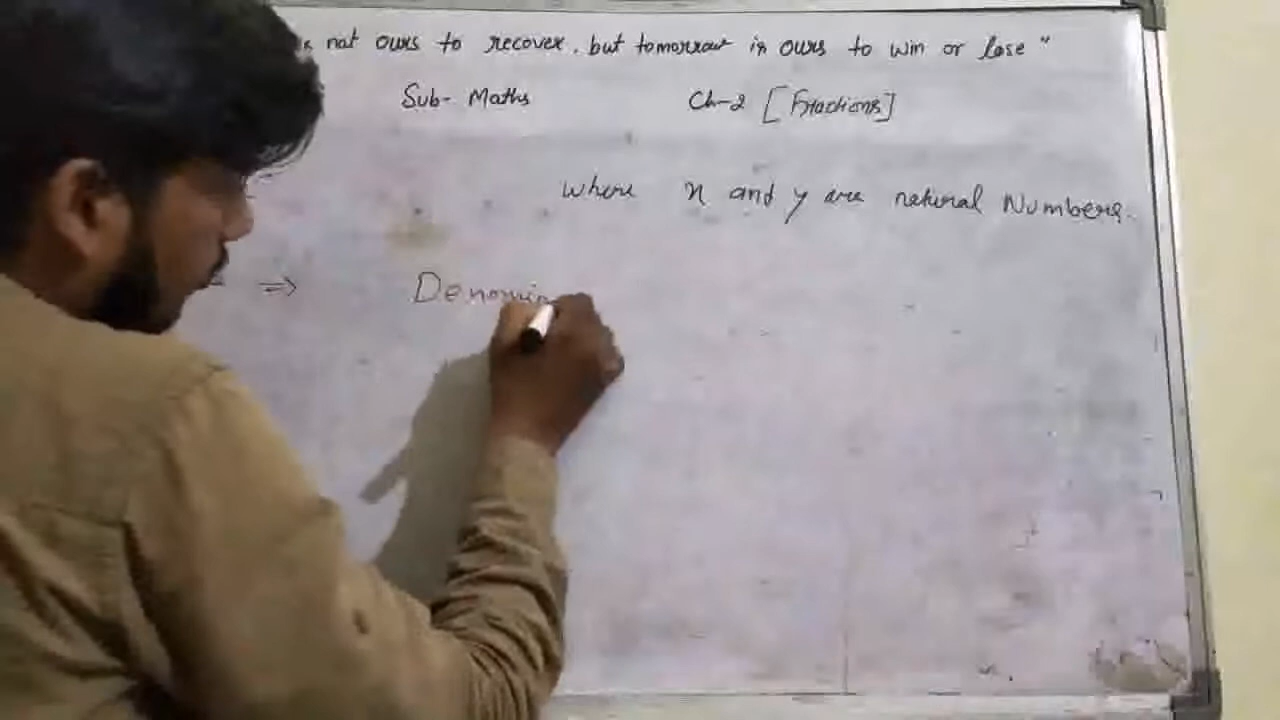 not ours to recover. but tomorrow is ours to win or lose"
Sub- Maths Ch-2 [Fractions]
where x and y are natural Numbers.
= ⇒ Denomin